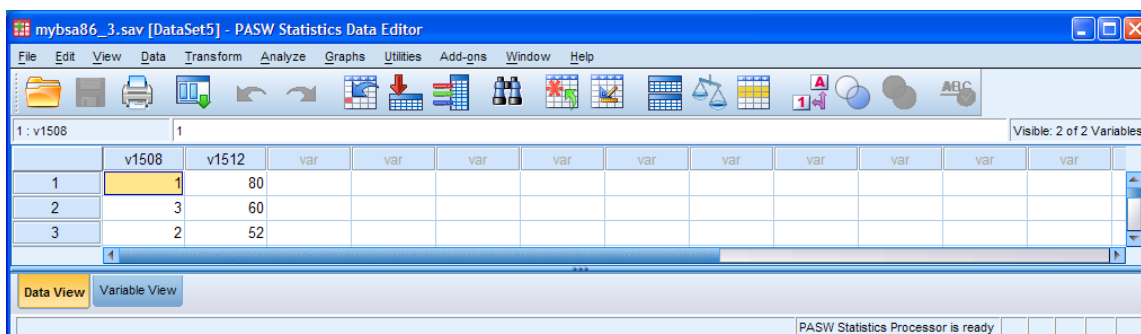 mybsa86_3.sav [DataSet5] - PASW Statistics Data Editor
File Edit View Data Transform Analyze Graphs Utilities Add-ons Window Help
A
1
ABC
1 : v1508 1 Visible: 2 of 2 Variables
v1508 v1512 var var var var var var var var var var
1 1 80
2 3 60
3 2 52
Data View Variable View
PASW Statistics Processor is ready